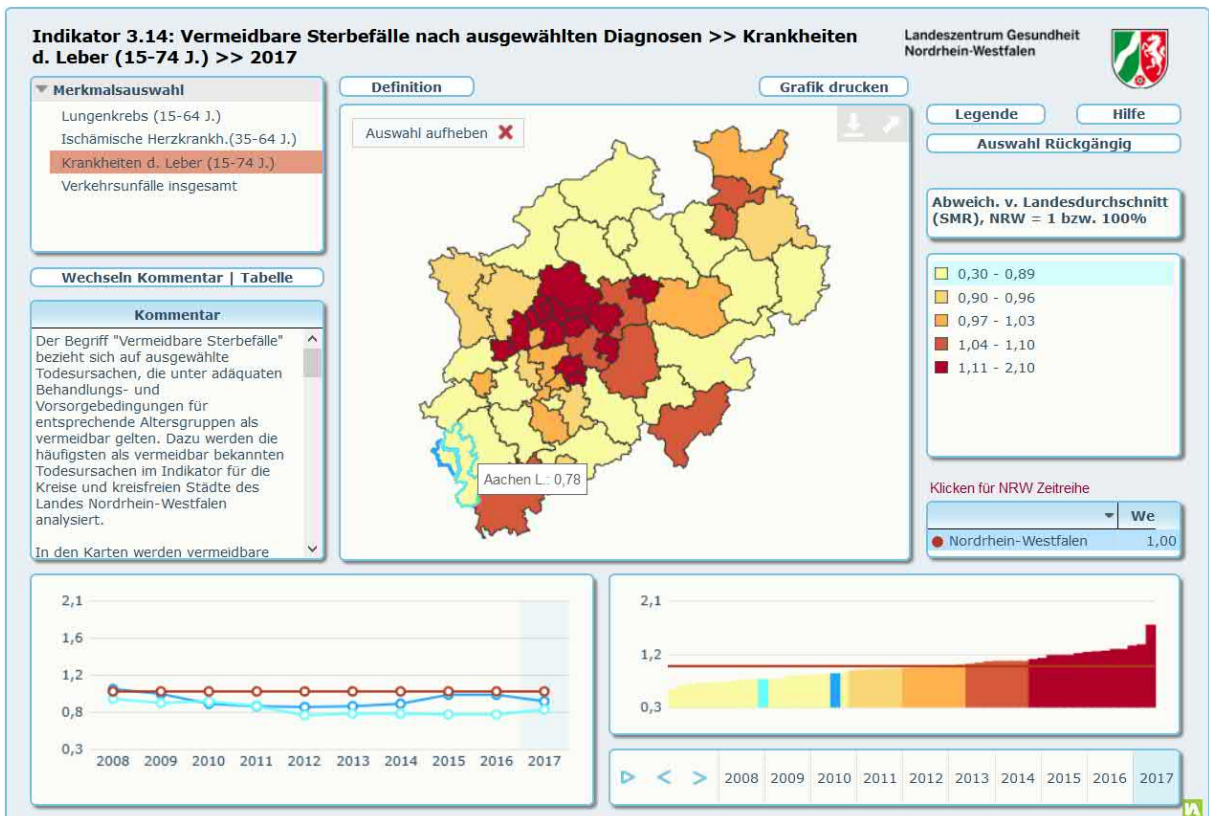 Indikator 3.14: Vermeidbare Sterbefälle nach ausgewählten Diagnosen >> Krankheiten
d. Leber (15-74 J.) >> 2017
Landeszentrum Gesundheit
Nordrhein-Westfalen
Merkmalsauswahl
Lungenkrebs (15-64 J.)
Ischämische Herzkrankh.(35-64 J.)
Krankheiten d. Leber (15-74 J.)
Verkehrsunfälle insgesamt
Wechseln Kommentar | Tabelle
Kommentar
Der Begriff "Vermeidbare Sterbefälle"
bezieht sich auf ausgewählte
Todesursachen, die unter adäquaten
Behandlungs- und
Vorsorgebedingungen für
entsprechende Altersgruppen als
vermeidbar gelten. Dazu werden die
häufigsten als vermeidbar bekannten
Todesursachen im Indikator für die
Kreise und kreisfreien Städte des
Landes Nordrhein-Westfalen
analysiert.
In den Karten werden vermeidbare
Definition
Grafik drucken
Auswahl aufheben
Aachen L.: 0,78
Legende
Hilfe
Auswahl Rückgängig
Abweich. v. Landesdurchschnitt
(SMR), NRW = 1 bzw. 100%
0,30 - 0,89
0,90 - 0,96
0,97 - 1,03
1,04 - 1,10
1,11 - 2,10
Klicken für NRW Zeitreihe
We
Nordrhein-Westfalen 1,00
2,1
1,6
1,2
0,8
0,3
2008 2009 2010 2011 2012 2013 2014 2015 2016 2017
2,1
1,2
0,3
2008 2009 2010 2011 2012 2013 2014 2015 2016 2017